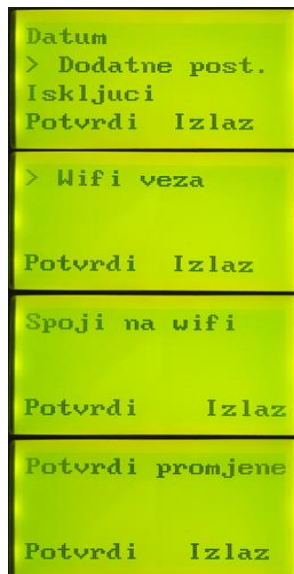 Datum
> Dodatne post.
Iskljuci
Potvrdi Izlaz
> Wifi veza
Potvrdi Izlaz
Spoji na wifi
Potvrdi Izlaz
Potvrdi promjene
Potvrdi Izlaz